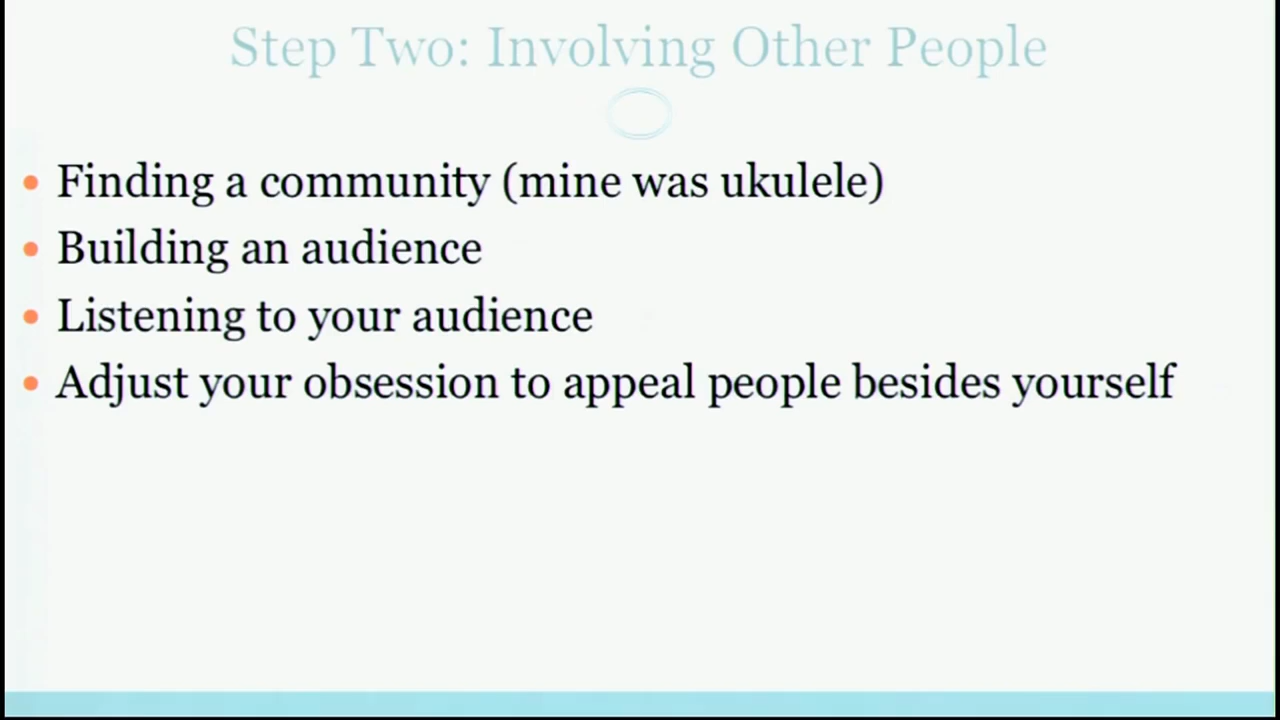 Step Two: Involving Other People
Finding a community (mine was ukulele)
Building an audience
Listening to your audience
Adjust your obsession to appeal people besides yourself